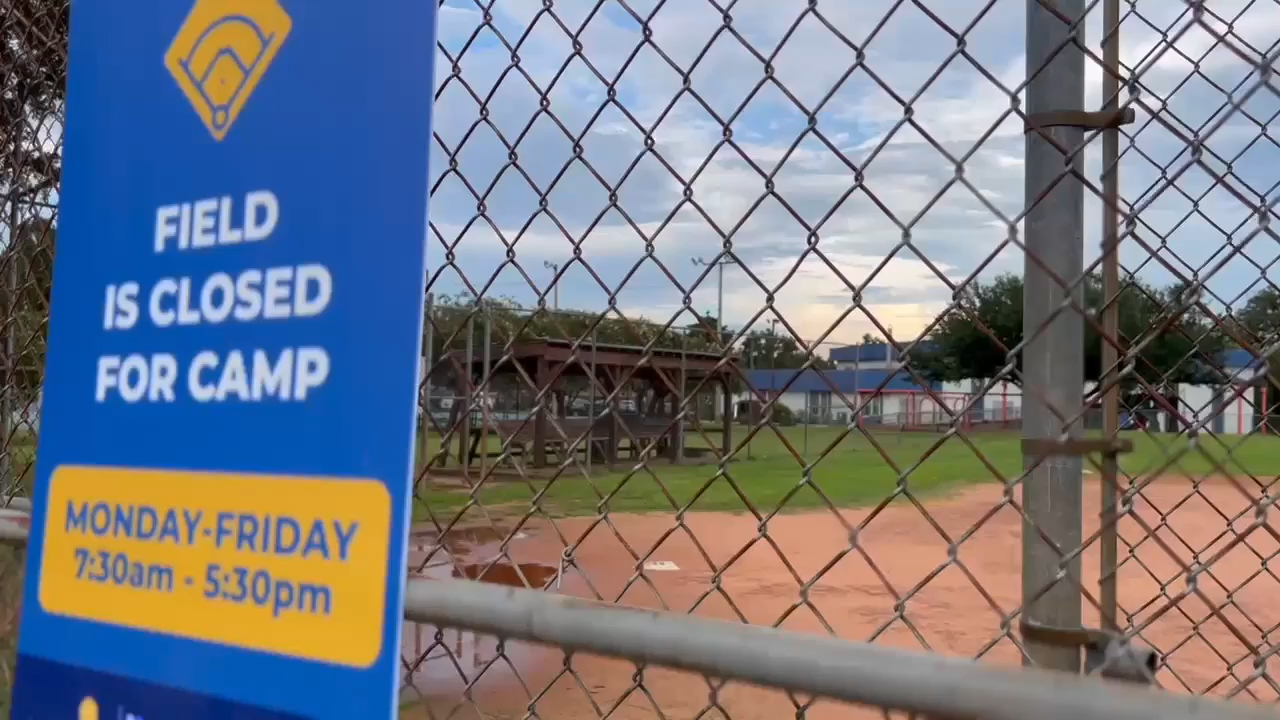 FIELD
IS CLOSED
FOR CAMP
MONDAY-FRIDAY
7:30am - 5:30pm